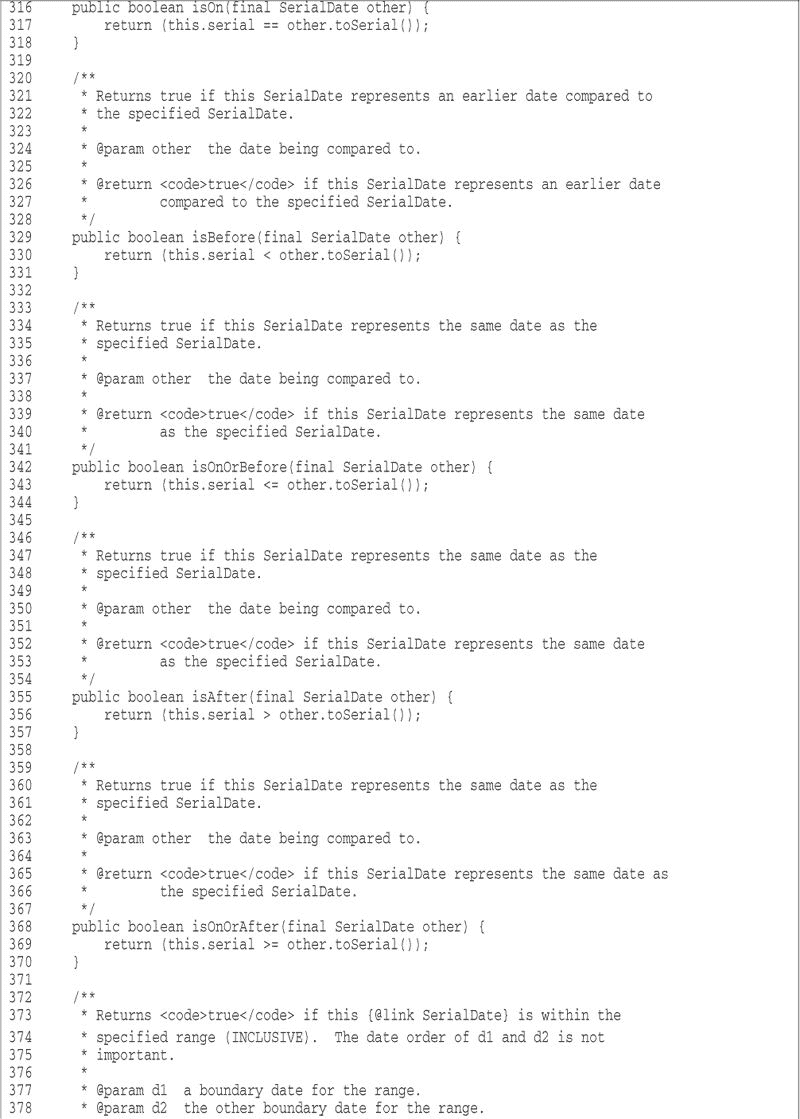 316     public boolean isOn(final SerialDate other) {
317         return (this.serial == other.toSerial());
318     }
319
320     /**
321      * Returns true if this SerialDate represents an earlier date compared to
322      * the specified SerialDate.
323      *
324      * @param other  the date being compared to.
325      *
326      * @return <code>true</code> if this SerialDate represents an earlier date
327      *         compared to the specified SerialDate.
328      */
329     public boolean isBefore(final SerialDate other) {
330         return (this.serial < other.toSerial());
331     }
332
333     /**
334      * Returns true if this SerialDate represents the same date as the
335      * specified SerialDate.
336      *
337      * @param other  the date being compared to.
338      *
339      * @return <code>true</code> if this SerialDate represents the same date
340      *         as the specified SerialDate.
341      */
342     public boolean isOnOrBefore(final SerialDate other) {
343         return (this.serial <= other.toSerial());
344     }
345
346     /**
347      * Returns true if this SerialDate represents the same date as the
348      * specified SerialDate.
349      *
350      * @param other  the date being compared to.
351      *
352      * @return <code>true</code> if this SerialDate represents the same date
353      *         as the specified SerialDate.
354      */
355     public boolean isAfter(final SerialDate other) {
356         return (this.serial > other.toSerial());
357     }
358
359     /**
360      * Returns true if this SerialDate represents the same date as the
361      * specified SerialDate.
362      *
363      * @param other  the date being compared to.
364      *
365      * @return <code>true</code> if this SerialDate represents the same date as
366      *         the specified SerialDate.
367      */
368     public boolean isOnOrAfter(final SerialDate other) {
369         return (this.serial >= other.toSerial());
370     }
371
372     /**
373      * Returns <code>true</code> if this {@link SerialDate} is within the
374      * specified range (INCLUSIVE).  The date order of d1 and d2 is not
375      * important.
376      *
377      * @param d1  a boundary date for the range.
378      * @param d2  the other boundary date for the range.